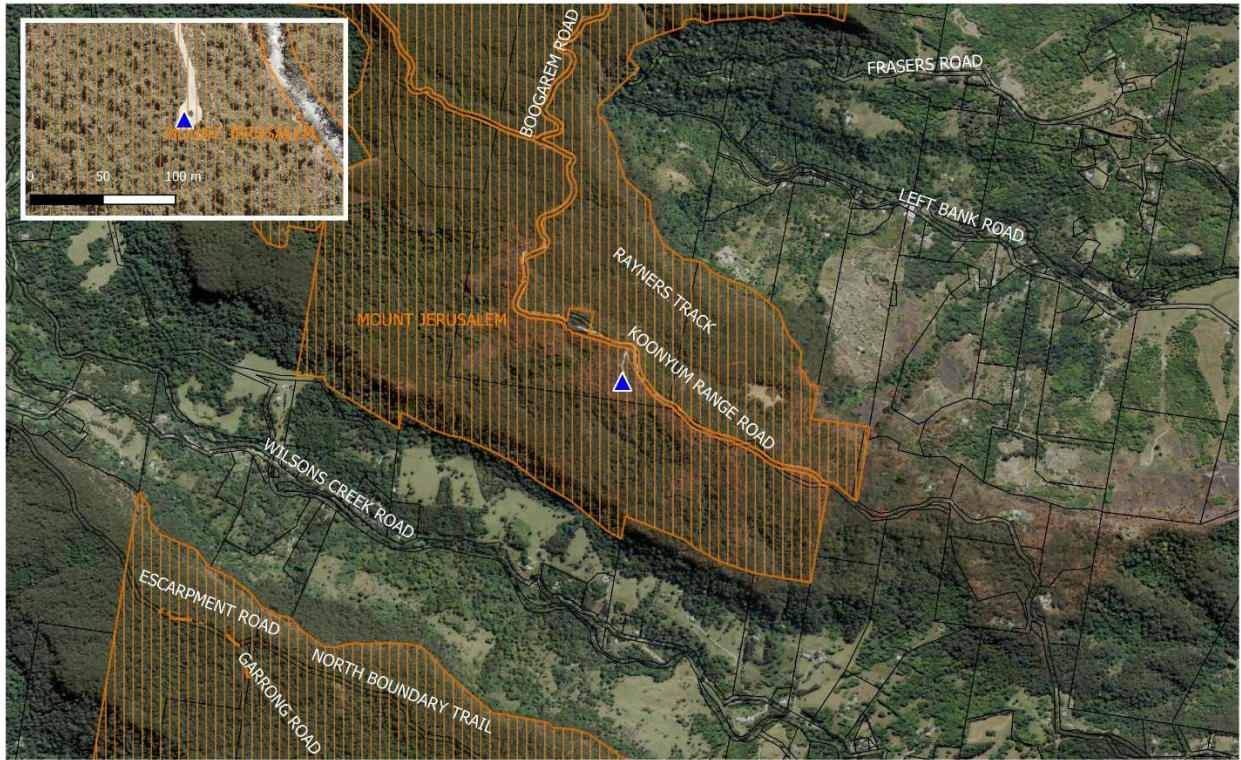 MOUNT JERUSALEM
0 50 100 m
BOOGAREM ROAD
FRASERS ROAD
LEFT BANK ROAD
RAYNERS TRACK
MOUNT JERUSALEM
KOONYUM RANGE ROAD
WILSONS CREEK ROAD
ESCARPMENT ROAD
NORTH BOUNDARY TRAIL
GARRONG ROAD